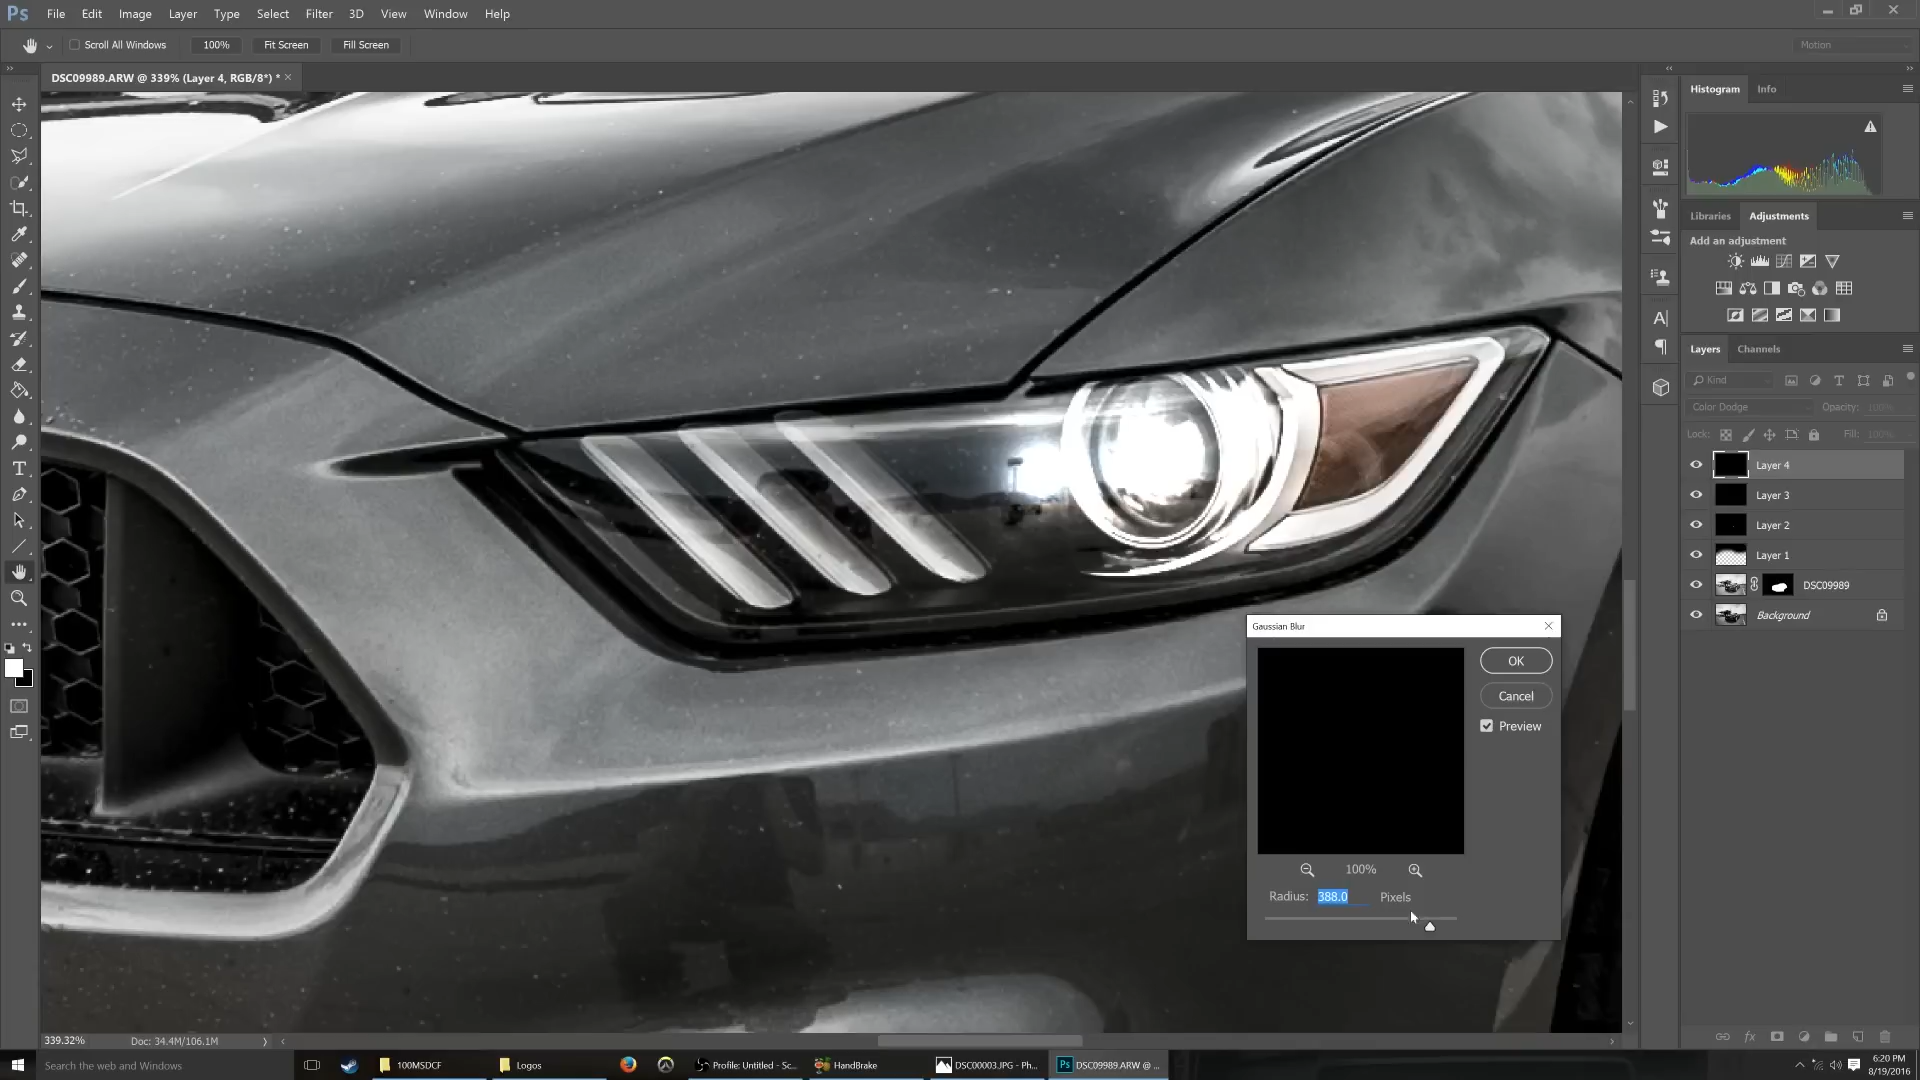 Ps File Edit Image Layer Type Select Filter 3D View Window Help
Scroll All Windows 100% Fit Screen Fill Screen Motion
DSC09989.ARW @ 339% (Layer 4, RGB/8*) *
Histogram Info
Libraries Adjustments
Add an adjustment
Layers Channels
Kind
Color Dodge Opacity: 100%
Lock: Fill: 100%
Layer 4
Layer 3
Layer 2
Layer 1
DSC09989
Background
Gaussian Blur
OK
Cancel
Preview
100%
Radius: 388.0 Pixels
339.32% Doc: 34.4M/106.1M
Search the web and Windows 100MSDCF Logos Profile: Untitled - Sc... HandBrake DSC00003.JPG - Ph... Ps DSC09989.ARW @ ...
6:20 PM
8/19/2016